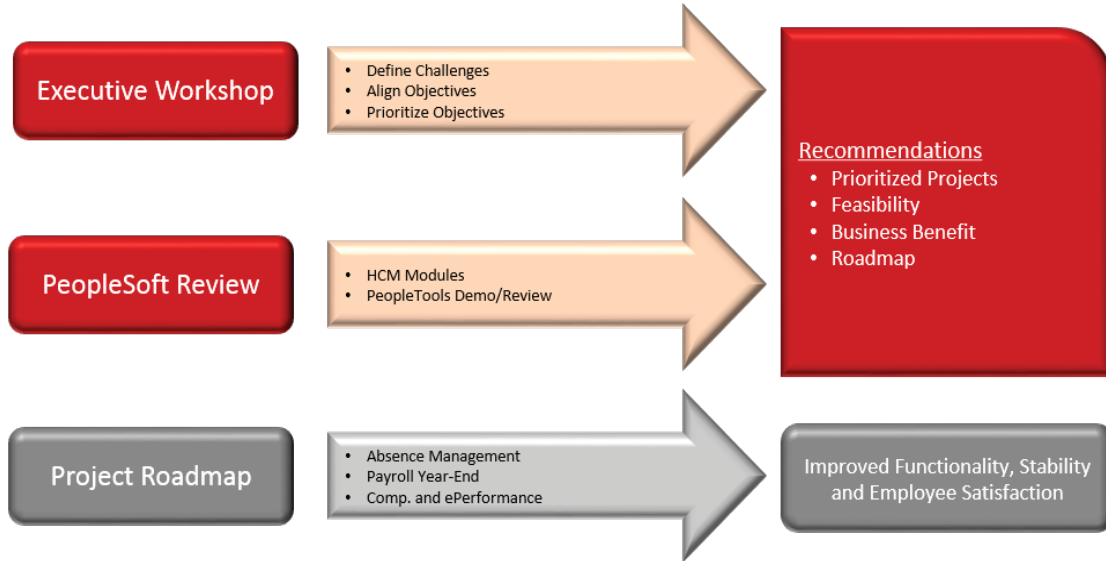 Executive Workshop
• Define Challenges
• Align Objectives
• Prioritize Objectives
Recommendations
• Prioritized Projects
• Feasibility
• Business Benefit
• Roadmap
PeopleSoft Review
• HCM Modules
• PeopleTools Demo/Review
Project Roadmap
• Absence Management
• Payroll Year-End
• Comp. and ePerformance
Improved Functionality, Stability
and Employee Satisfaction